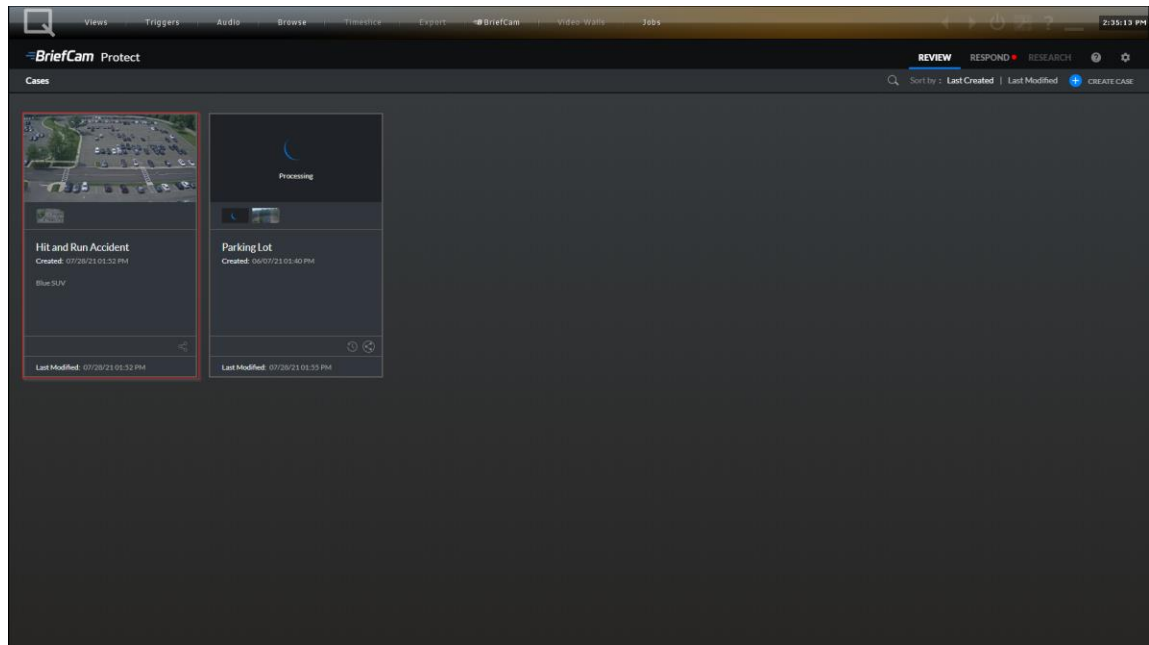 Views Triggers Audio Browse Timeslice Export BriefCam Video Walls Jobs ? 2:35:13 PM
BriefCam Protect REVIEW RESPOND RESEARCH ?
Cases Sort by : Last Created | Last Modified + CREATE CASE
Processing
Hit and Run Accident
Created: 07/28/21 01:52 PM
Blue SUV
Last Modified: 07/28/21 01:52 PM
Parking Lot
Created: 06/07/21 01:40 PM
Last Modified: 07/28/21 01:55 PM